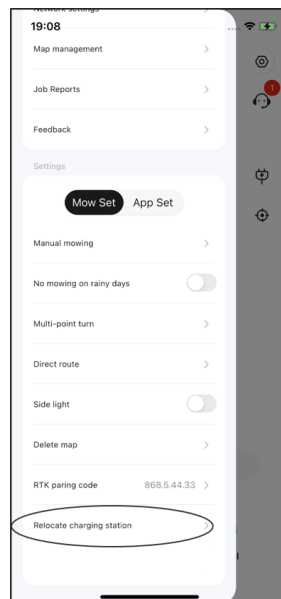 Network settings
19:08
1
Map management
Job Reports
Feedback
Settings
Mow Set App Set
Manual mowing
No mowing on rainy days
Multi-point turn
Direct route
Side light
Delete map
RTK paring code 868.5.44.33
Relocate charging station